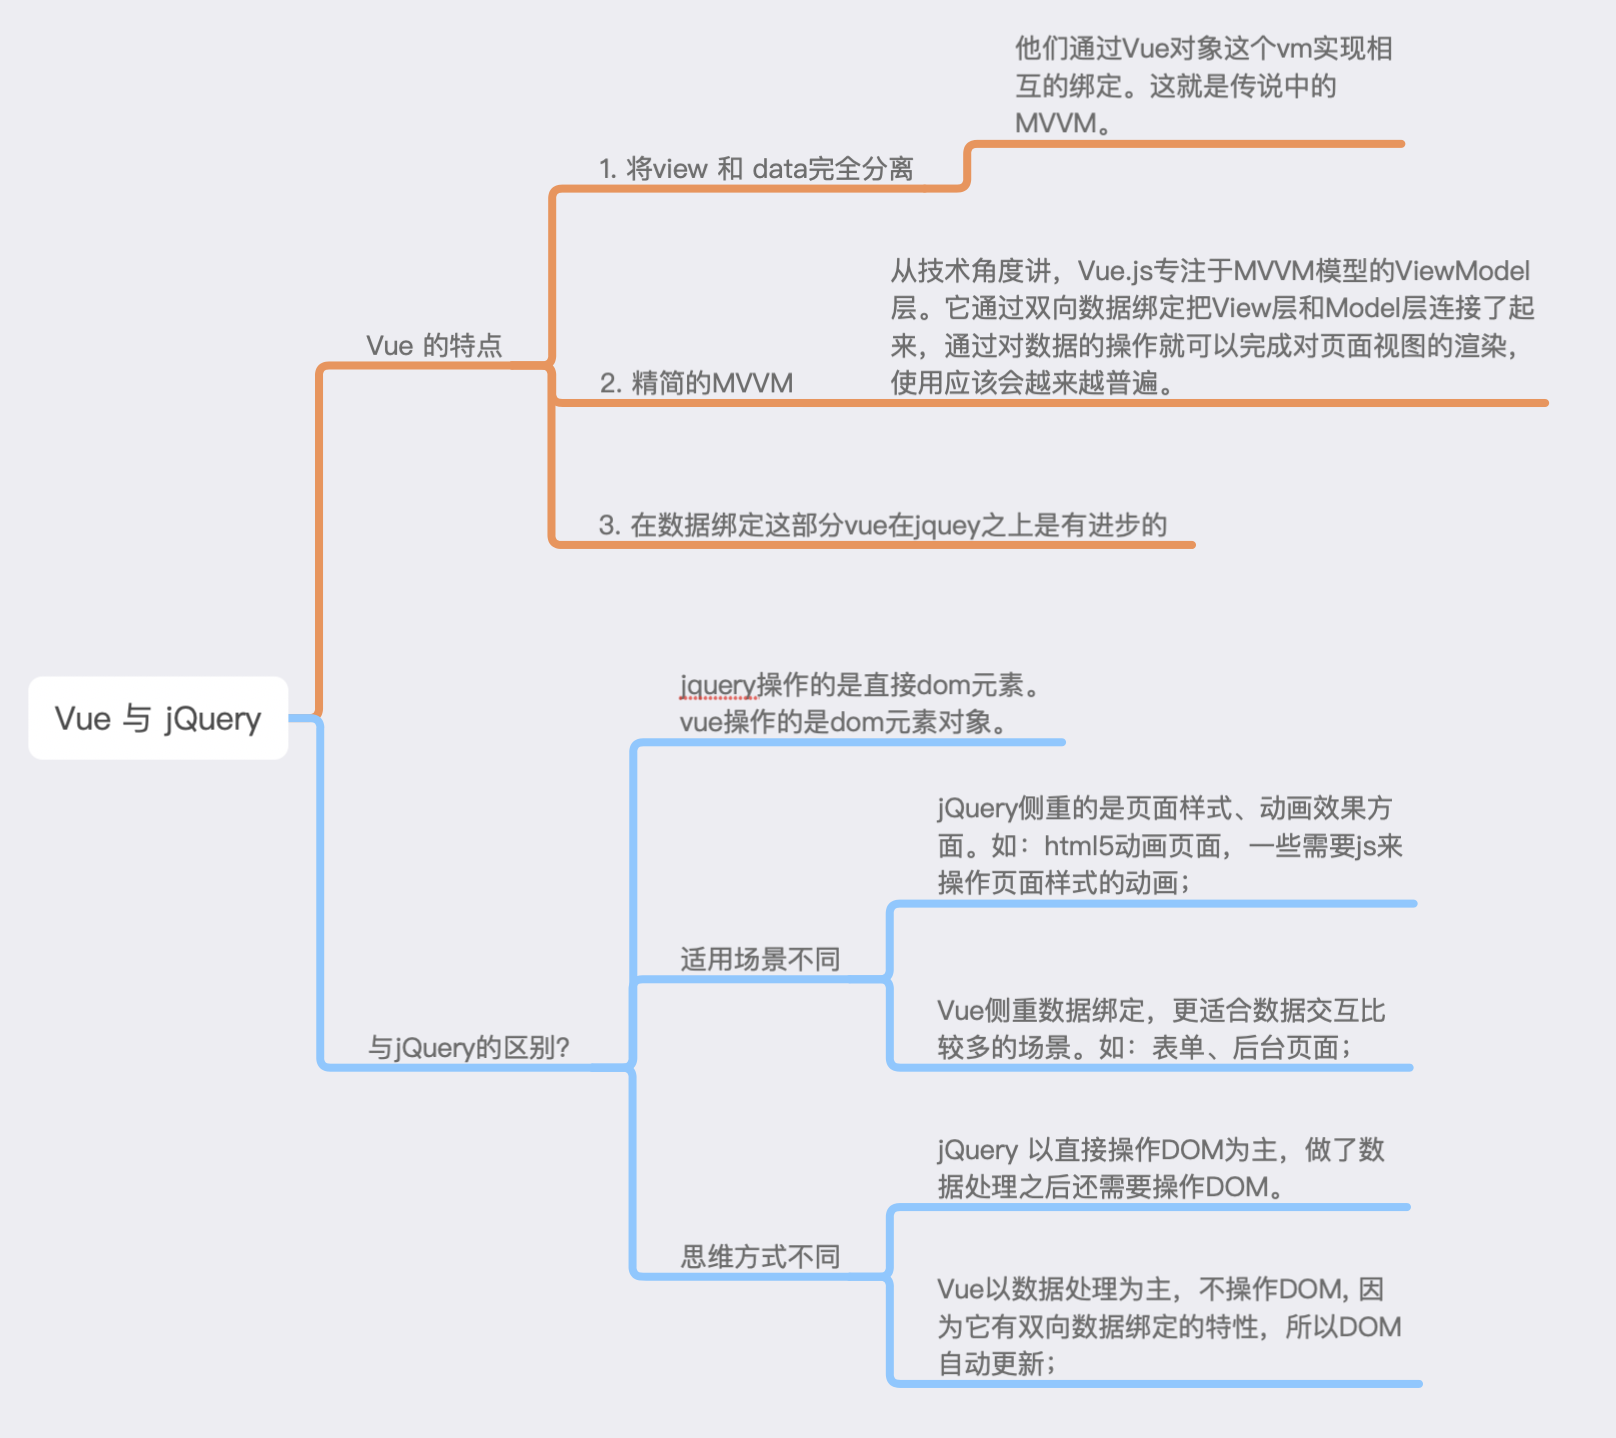 他们通过Vue对象这个vm实现相
互的绑定。这就是传说中的
MVVM。
1. 将view 和 data完全分离
从技术角度讲，Vue.js专注于MVVM模型的ViewModel
层。它通过双向数据绑定把View层和Model层连接了起
来，通过对数据的操作就可以完成对页面视图的渲染，
使用应该会越来越普遍。
Vue 的特点
2. 精简的MVVM
3. 在数据绑定这部分vue在jquey之上是有进步的
Vue 与 jQuery
jquery操作的是直接dom元素。
vue操作的是dom元素对象。
jQuery侧重的是页面样式、动画效果方
面。如：html5动画页面，一些需要js来
操作页面样式的动画；
适用场景不同
Vue侧重数据绑定，更适合数据交互比
较多的场景。如：表单、后台页面；
与jQuery的区别？
jQuery 以直接操作DOM为主，做了数
据处理之后还需要操作DOM。
思维方式不同
Vue以数据处理为主，不操作DOM, 因
为它有双向数据绑定的特性，所以DOM
自动更新；